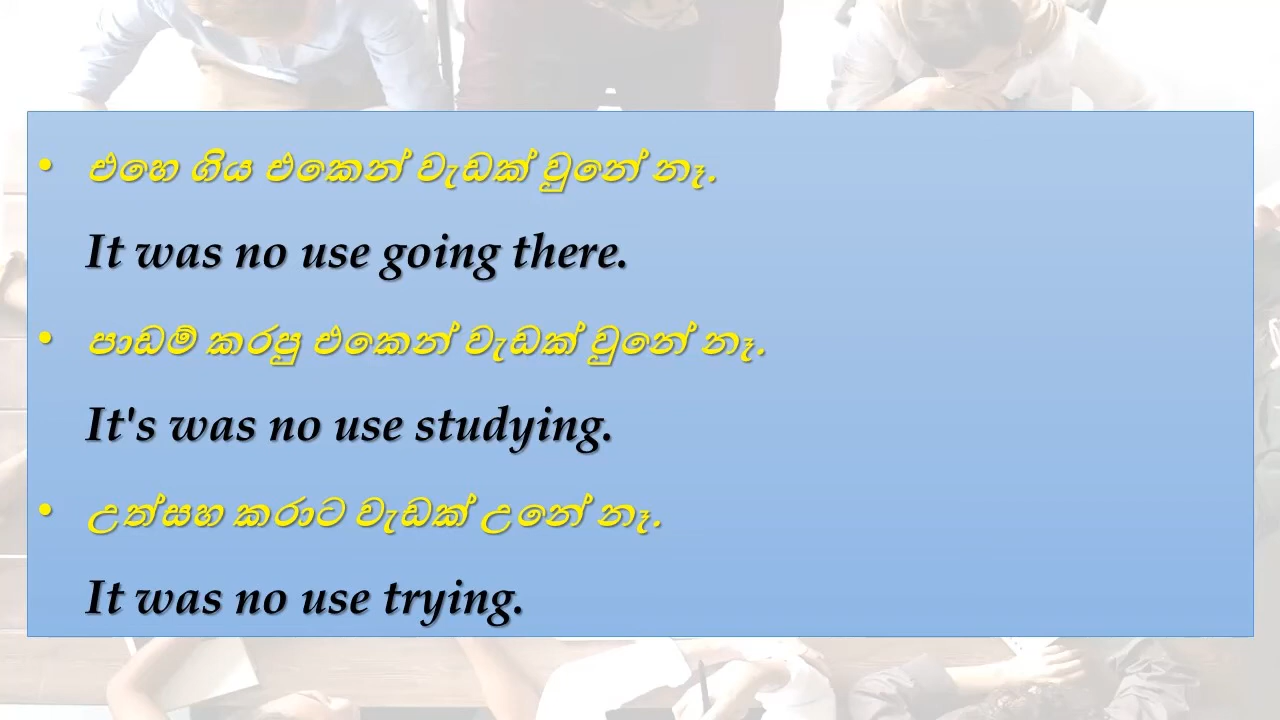 • එහෙ ගිය එකෙන් වැඩක් වුනේ නෑ.
It was no use going there.
• පාඩම් කරපු එකෙන් වැඩක් වුනේ නෑ.
It's was no use studying.
• උත්සහ කරාට වැඩක් උනේ නෑ.
It was no use trying.